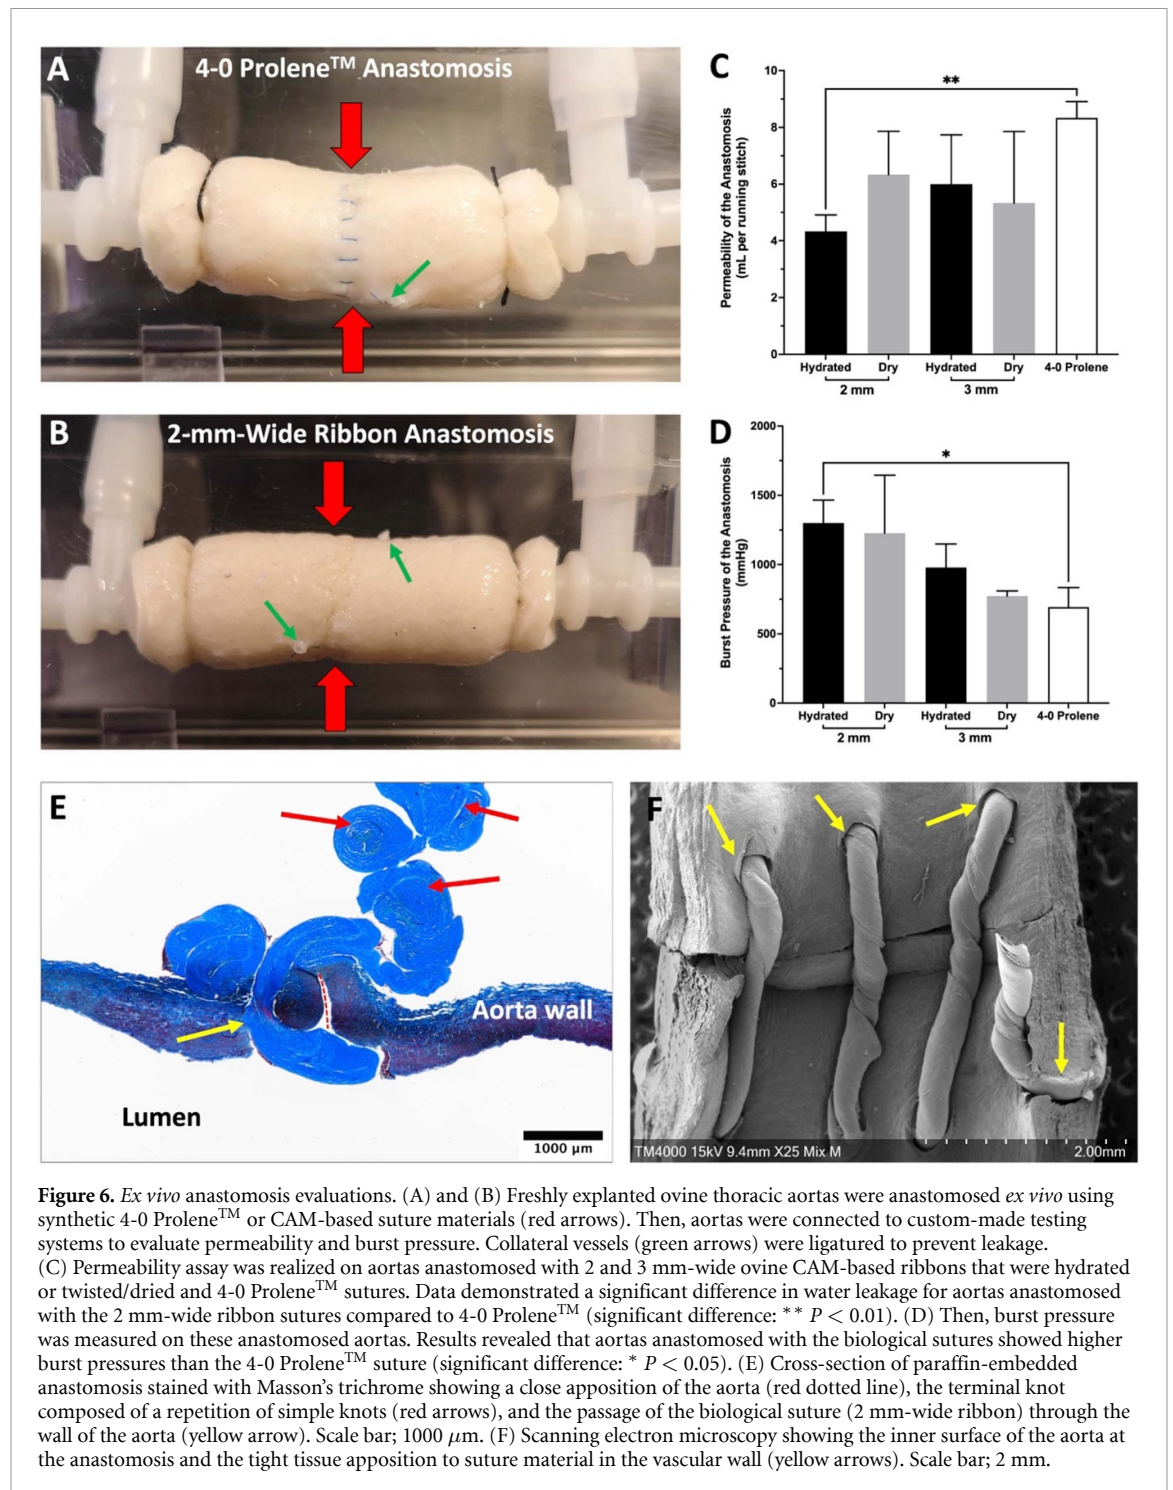 A
4-0 Prolene™ Anastomosis
B
2-mm-Wide Ribbon Anastomosis
C
Permeability of the Anastomosis
(mL per running stitch)
10
8
6
4
2
0
**
Hydrated Dry Hydrated Dry 4-0 Prolene
2 mm 3 mm
D
Burst Pressure of the Anastomosis
(mmHg)
2000
1500
1000
500
0
*
Hydrated Dry Hydrated Dry 4-0 Prolene
2 mm 3 mm
E
Aorta wall
Lumen
1000 µm
F
TM4000 15kV 9.4mm X25 Mix M 2.00mm
Figure 6. Ex vivo anastomosis evaluations. (A) and (B) Freshly explanted ovine thoracic aortas were anastomosed ex vivo using
synthetic 4-0 Prolene™ or CAM-based suture materials (red arrows). Then, aortas were connected to custom-made testing
systems to evaluate permeability and burst pressure. Collateral vessels (green arrows) were ligatured to prevent leakage.
(C) Permeability assay was realized on aortas anastomosed with 2 and 3 mm-wide ovine CAM-based ribbons that were hydrated
or twisted/dried and 4-0 Prolene™ sutures. Data demonstrated a significant difference in water leakage for aortas anastomosed
with the 2 mm-wide ribbon sutures compared to 4-0 Prolene™ (significant difference: ** P < 0.01). (D) Then, burst pressure
was measured on these anastomosed aortas. Results revealed that aortas anastomosed with the biological sutures showed higher
burst pressures than the 4-0 Prolene™ suture (significant difference: * P < 0.05). (E) Cross-section of paraffin-embedded
anastomosis stained with Masson's trichrome showing a close apposition of the aorta (red dotted line), the terminal knot
composed of a repetition of simple knots (red arrows), and the passage of the biological suture (2 mm-wide ribbon) through the
wall of the aorta (yellow arrow). Scale bar; 1000 µm. (F) Scanning electron microscopy showing the inner surface of the aorta at
the anastomosis and the tight tissue apposition to suture material in the vascular wall (yellow arrows). Scale bar; 2 mm.